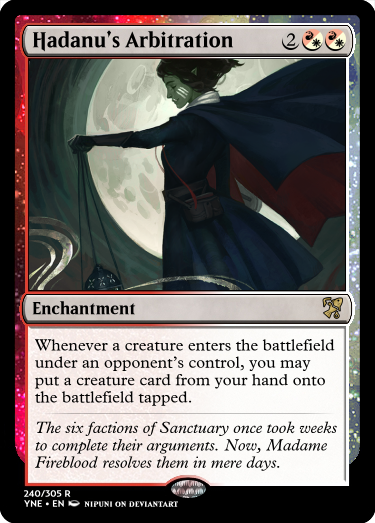 Hadanu's Arbitration 2
Enchantment
Whenever a creature enters the battlefield
under an opponent's control, you may
put a creature card from your hand onto
the battlefield tapped.
The six factions of Sanctuary once took weeks
to complete their arguments. Now, Madame
Fireblood resolves them in mere days.
240/305 R
YNE • EN NIPUNI ON DEVIANTART